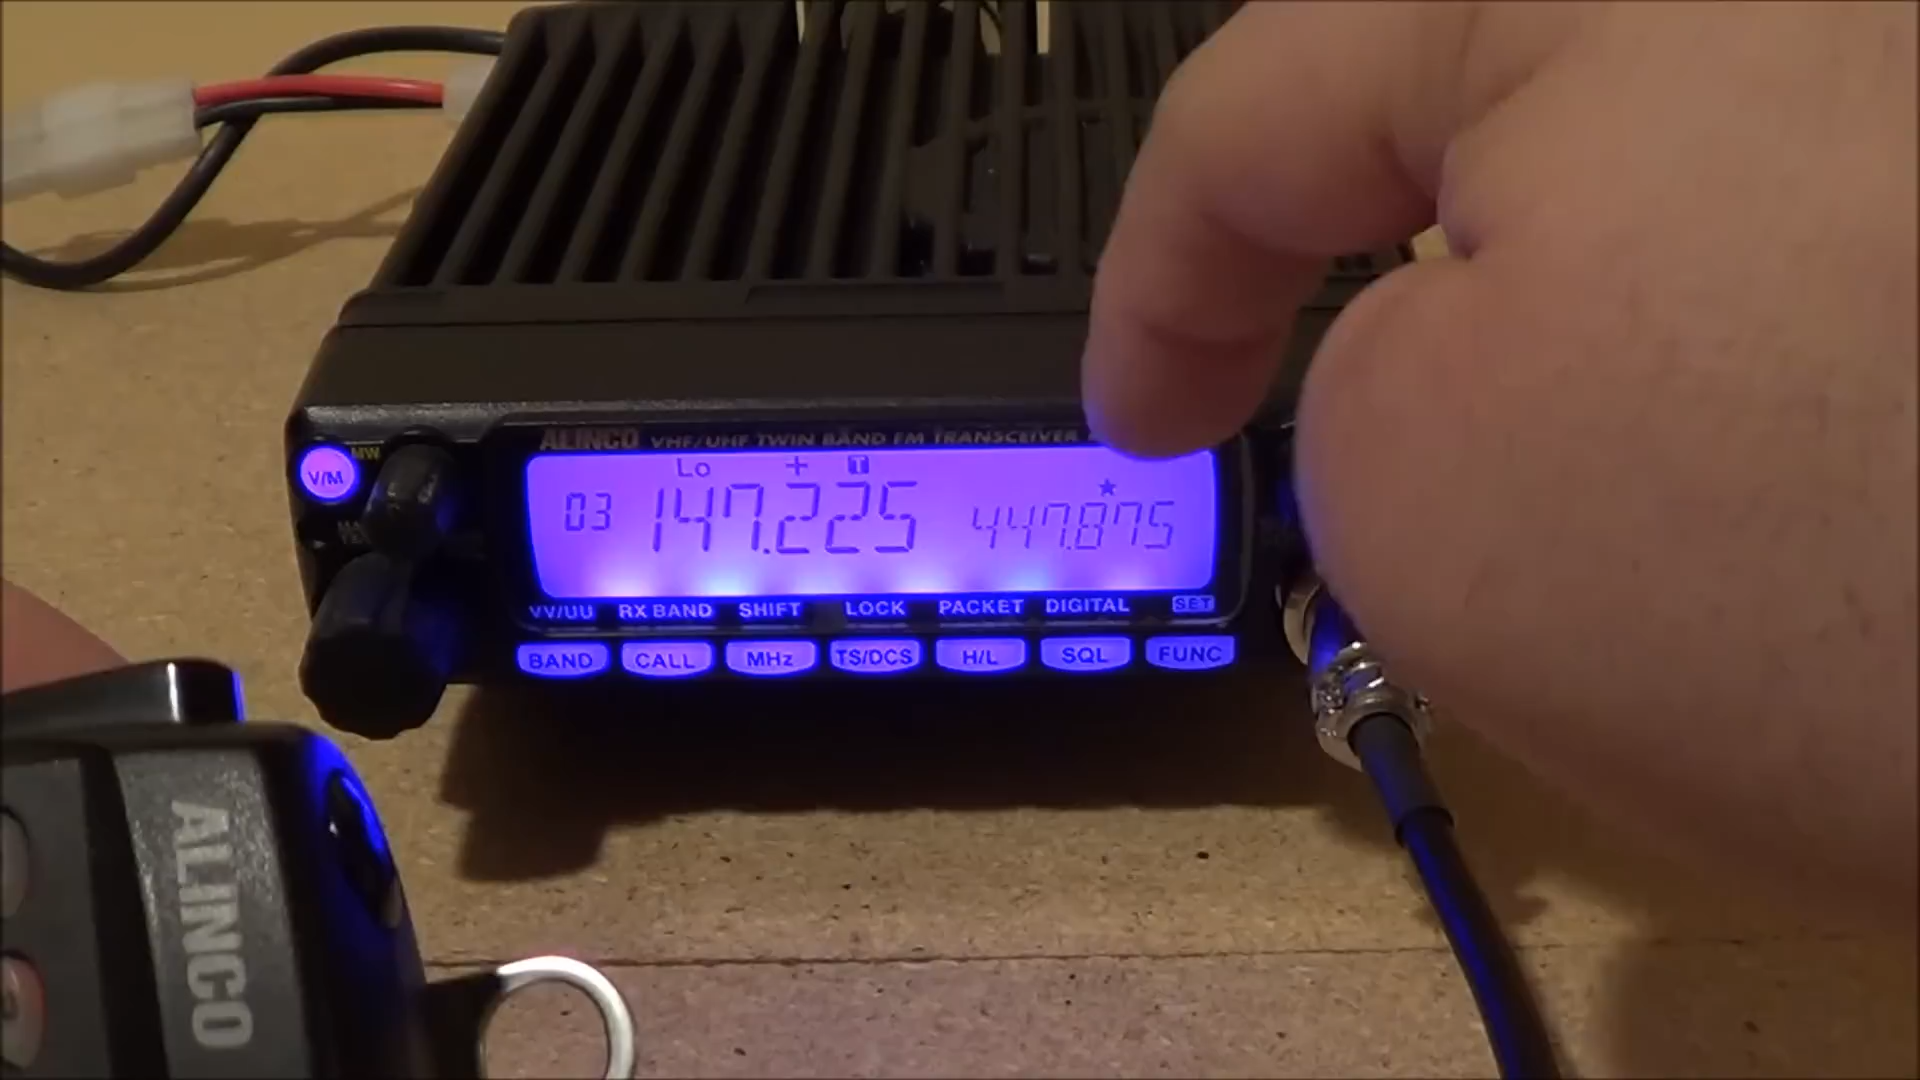 ALINCO VHF/UHF TWIN BAND FM TRANSCEIVER
MW
V/M
Lo + T
03 147.225 447.875
VV/UU RX BAND SHIFT LOCK PACKET DIGITAL SET
BAND CALL MHz TS/DCS H/L SQL FUNC
ALINCO